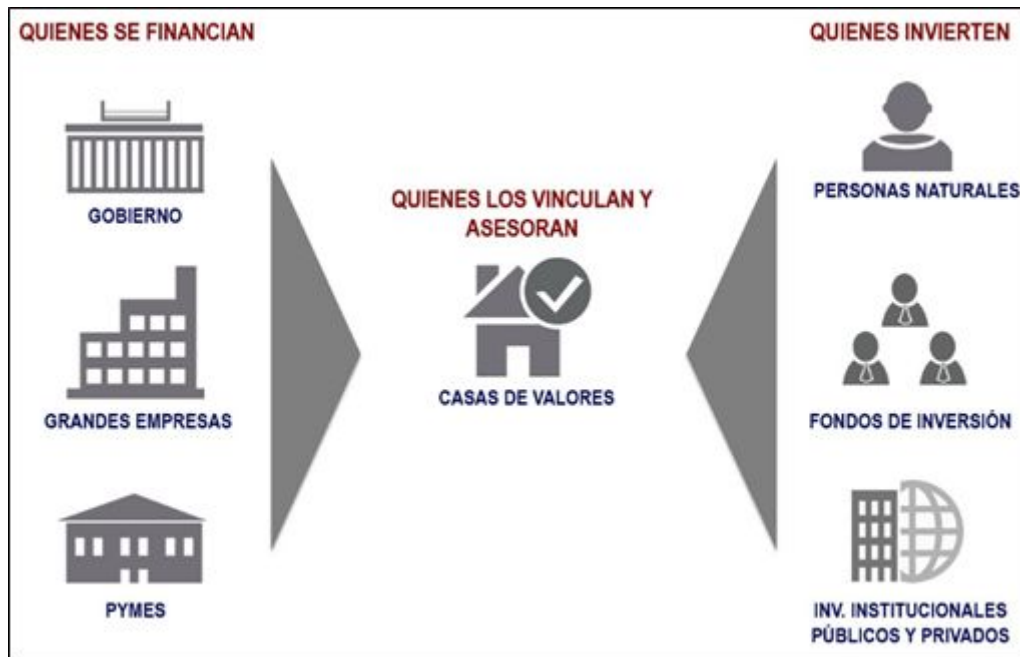 QUIENES SE FINANCIAN
GOBIERNO
GRANDES EMPRESAS
PYMES
QUIENES LOS VINCULAN Y
ASESORAN
CASAS DE VALORES
QUIENES INVIERTEN
PERSONAS NATURALES
FONDOS DE INVERSIÓN
INV. INSTITUCIONALES
PÚBLICOS Y PRIVADOS